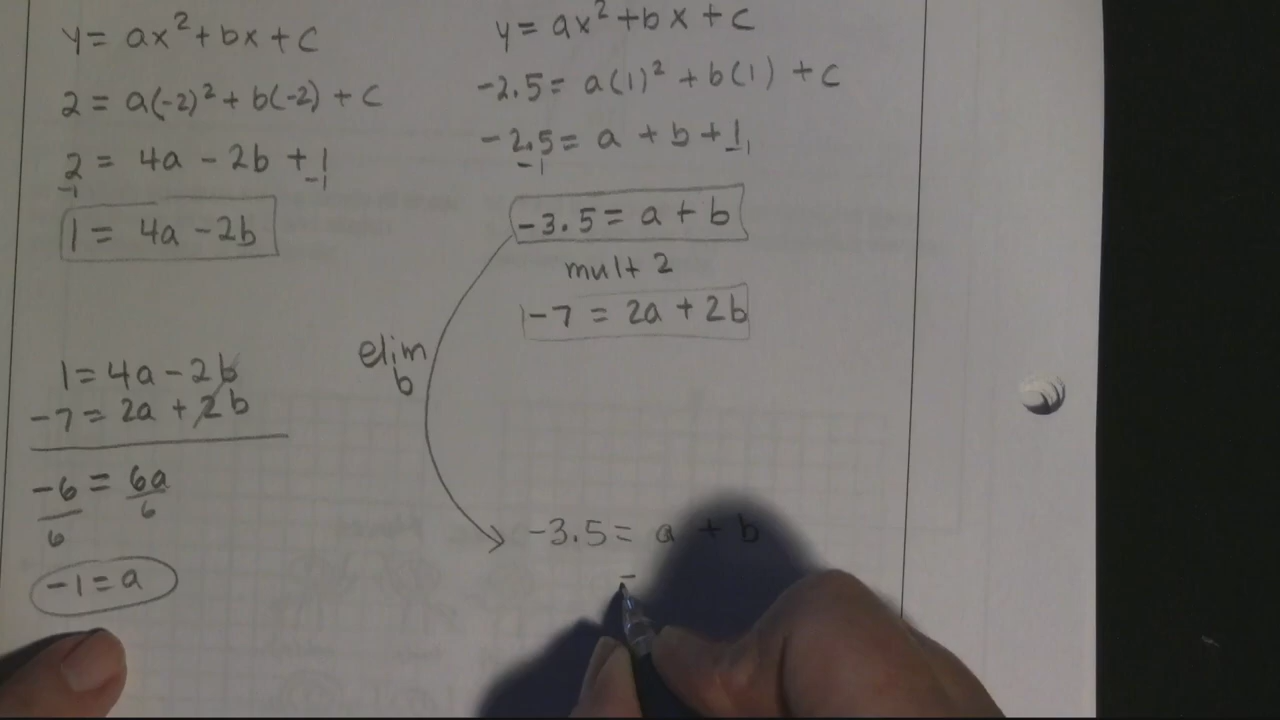 y = ax² + bx + c
2 = a(-2)² + b(-2) + c
2 = 4a - 2b + 1
-1 -1
1 = 4a - 2b
1 = 4a - 2b
-7 = 2a + 2b
-6 = 6a
6 6
-1 = a
y = ax² + bx + c
-2.5 = a(1)² + b(1) + c
-2.5 = a + b + 1
-1 -1
-3.5 = a + b
mult 2
-7 = 2a + 2b
elim
b
-3.5 = a + b
-